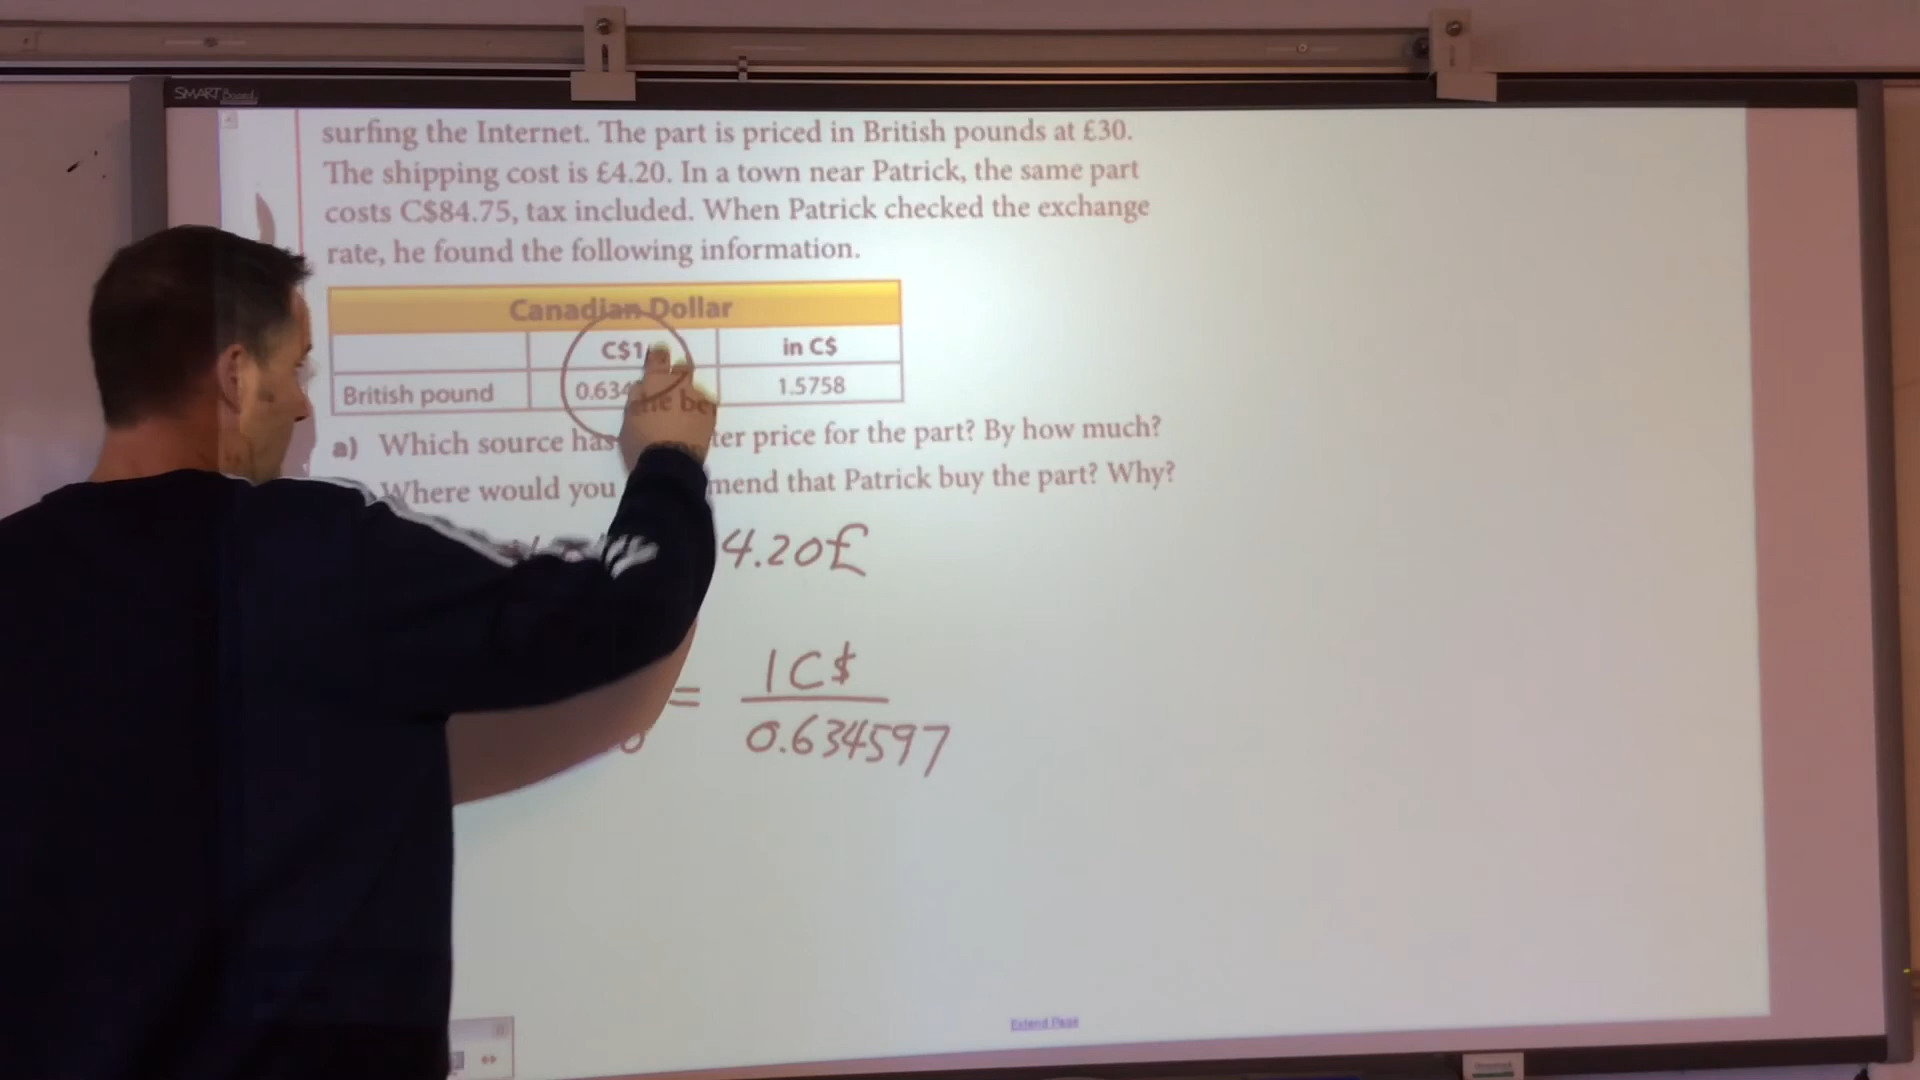 SMART Board
surfing the Internet. The part is priced in British pounds at £30.
The shipping cost is £4.20. In a town near Patrick, the same part
costs C$84.75, tax included. When Patrick checked the exchange
rate, he found the following information.
Canadian Dollar
C$1 in C$
British pound 0.634 1.5758
a) Which source has the better price for the part? By how much?
Where would you mend that Patrick buy the part? Why?
4.20£
= 1C$
0.634597
Extend Page